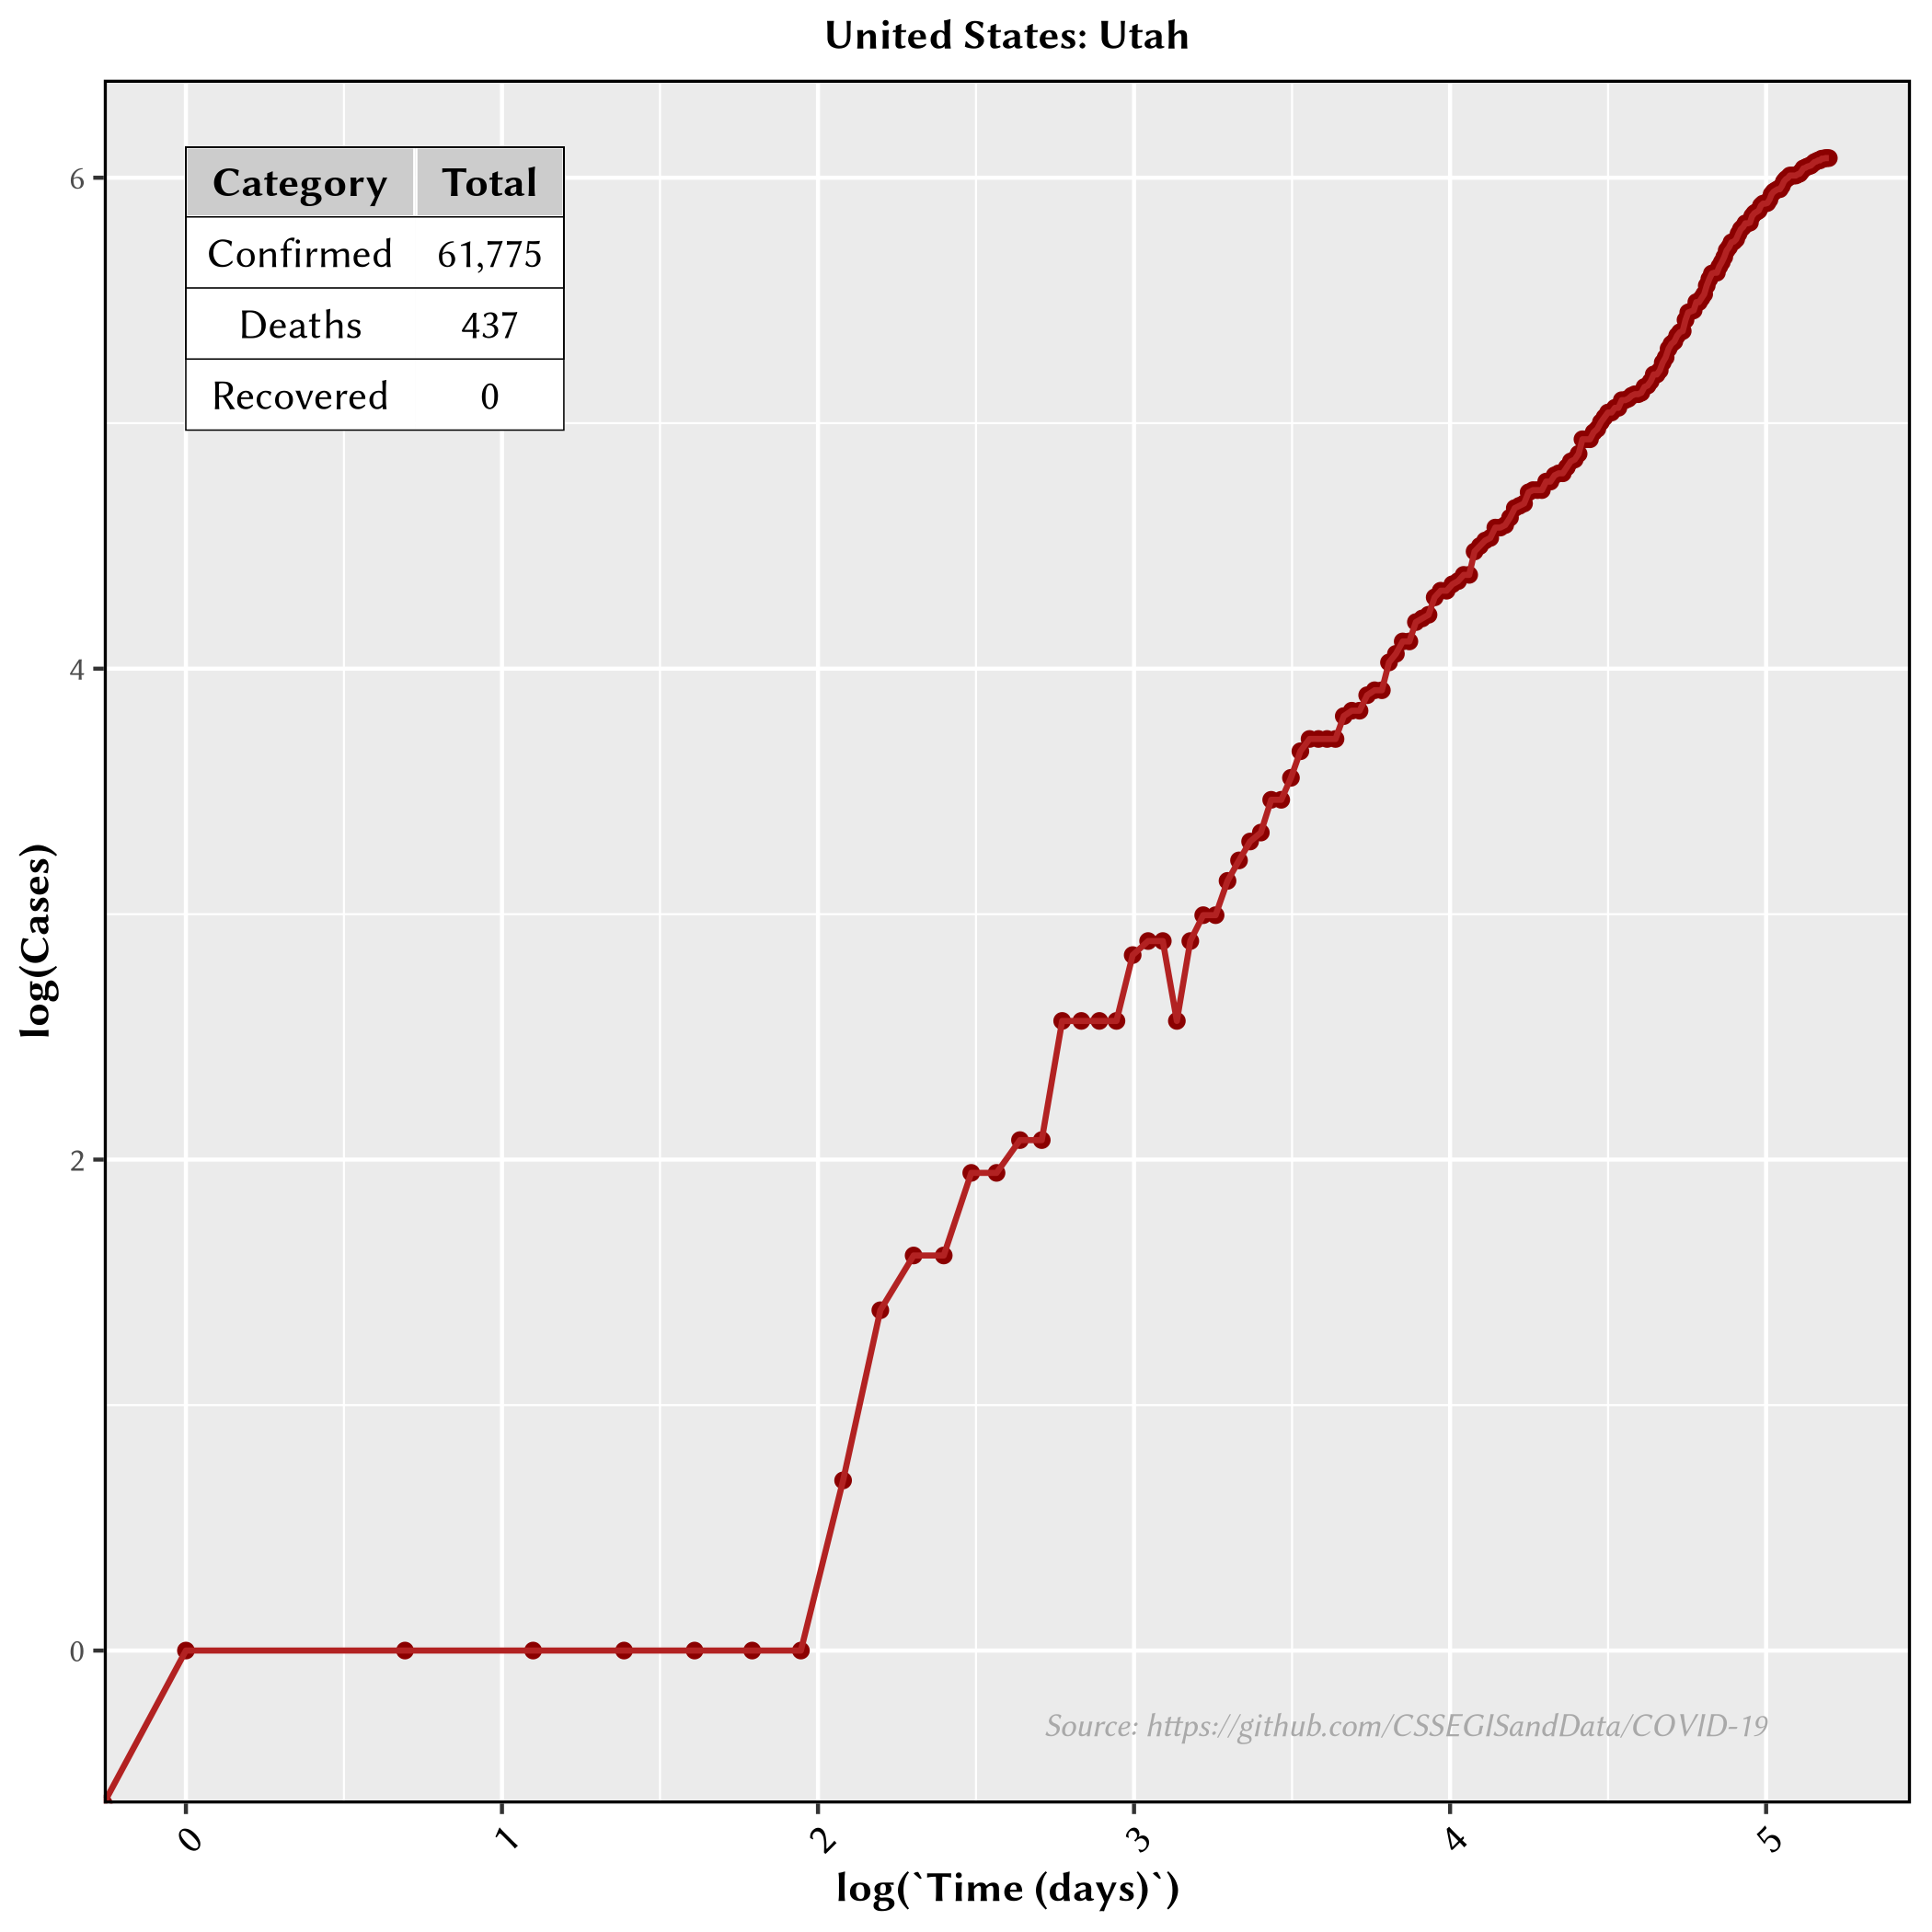 United States: Utah
Category Total
Confirmed 61,775
Deaths 437
Recovered 0
6
4
2
0
log(Cases)
Source: https://github.com/CSSEGISandData/COVID-19
0 1 2 3 4 5
log(`Time (days)`)